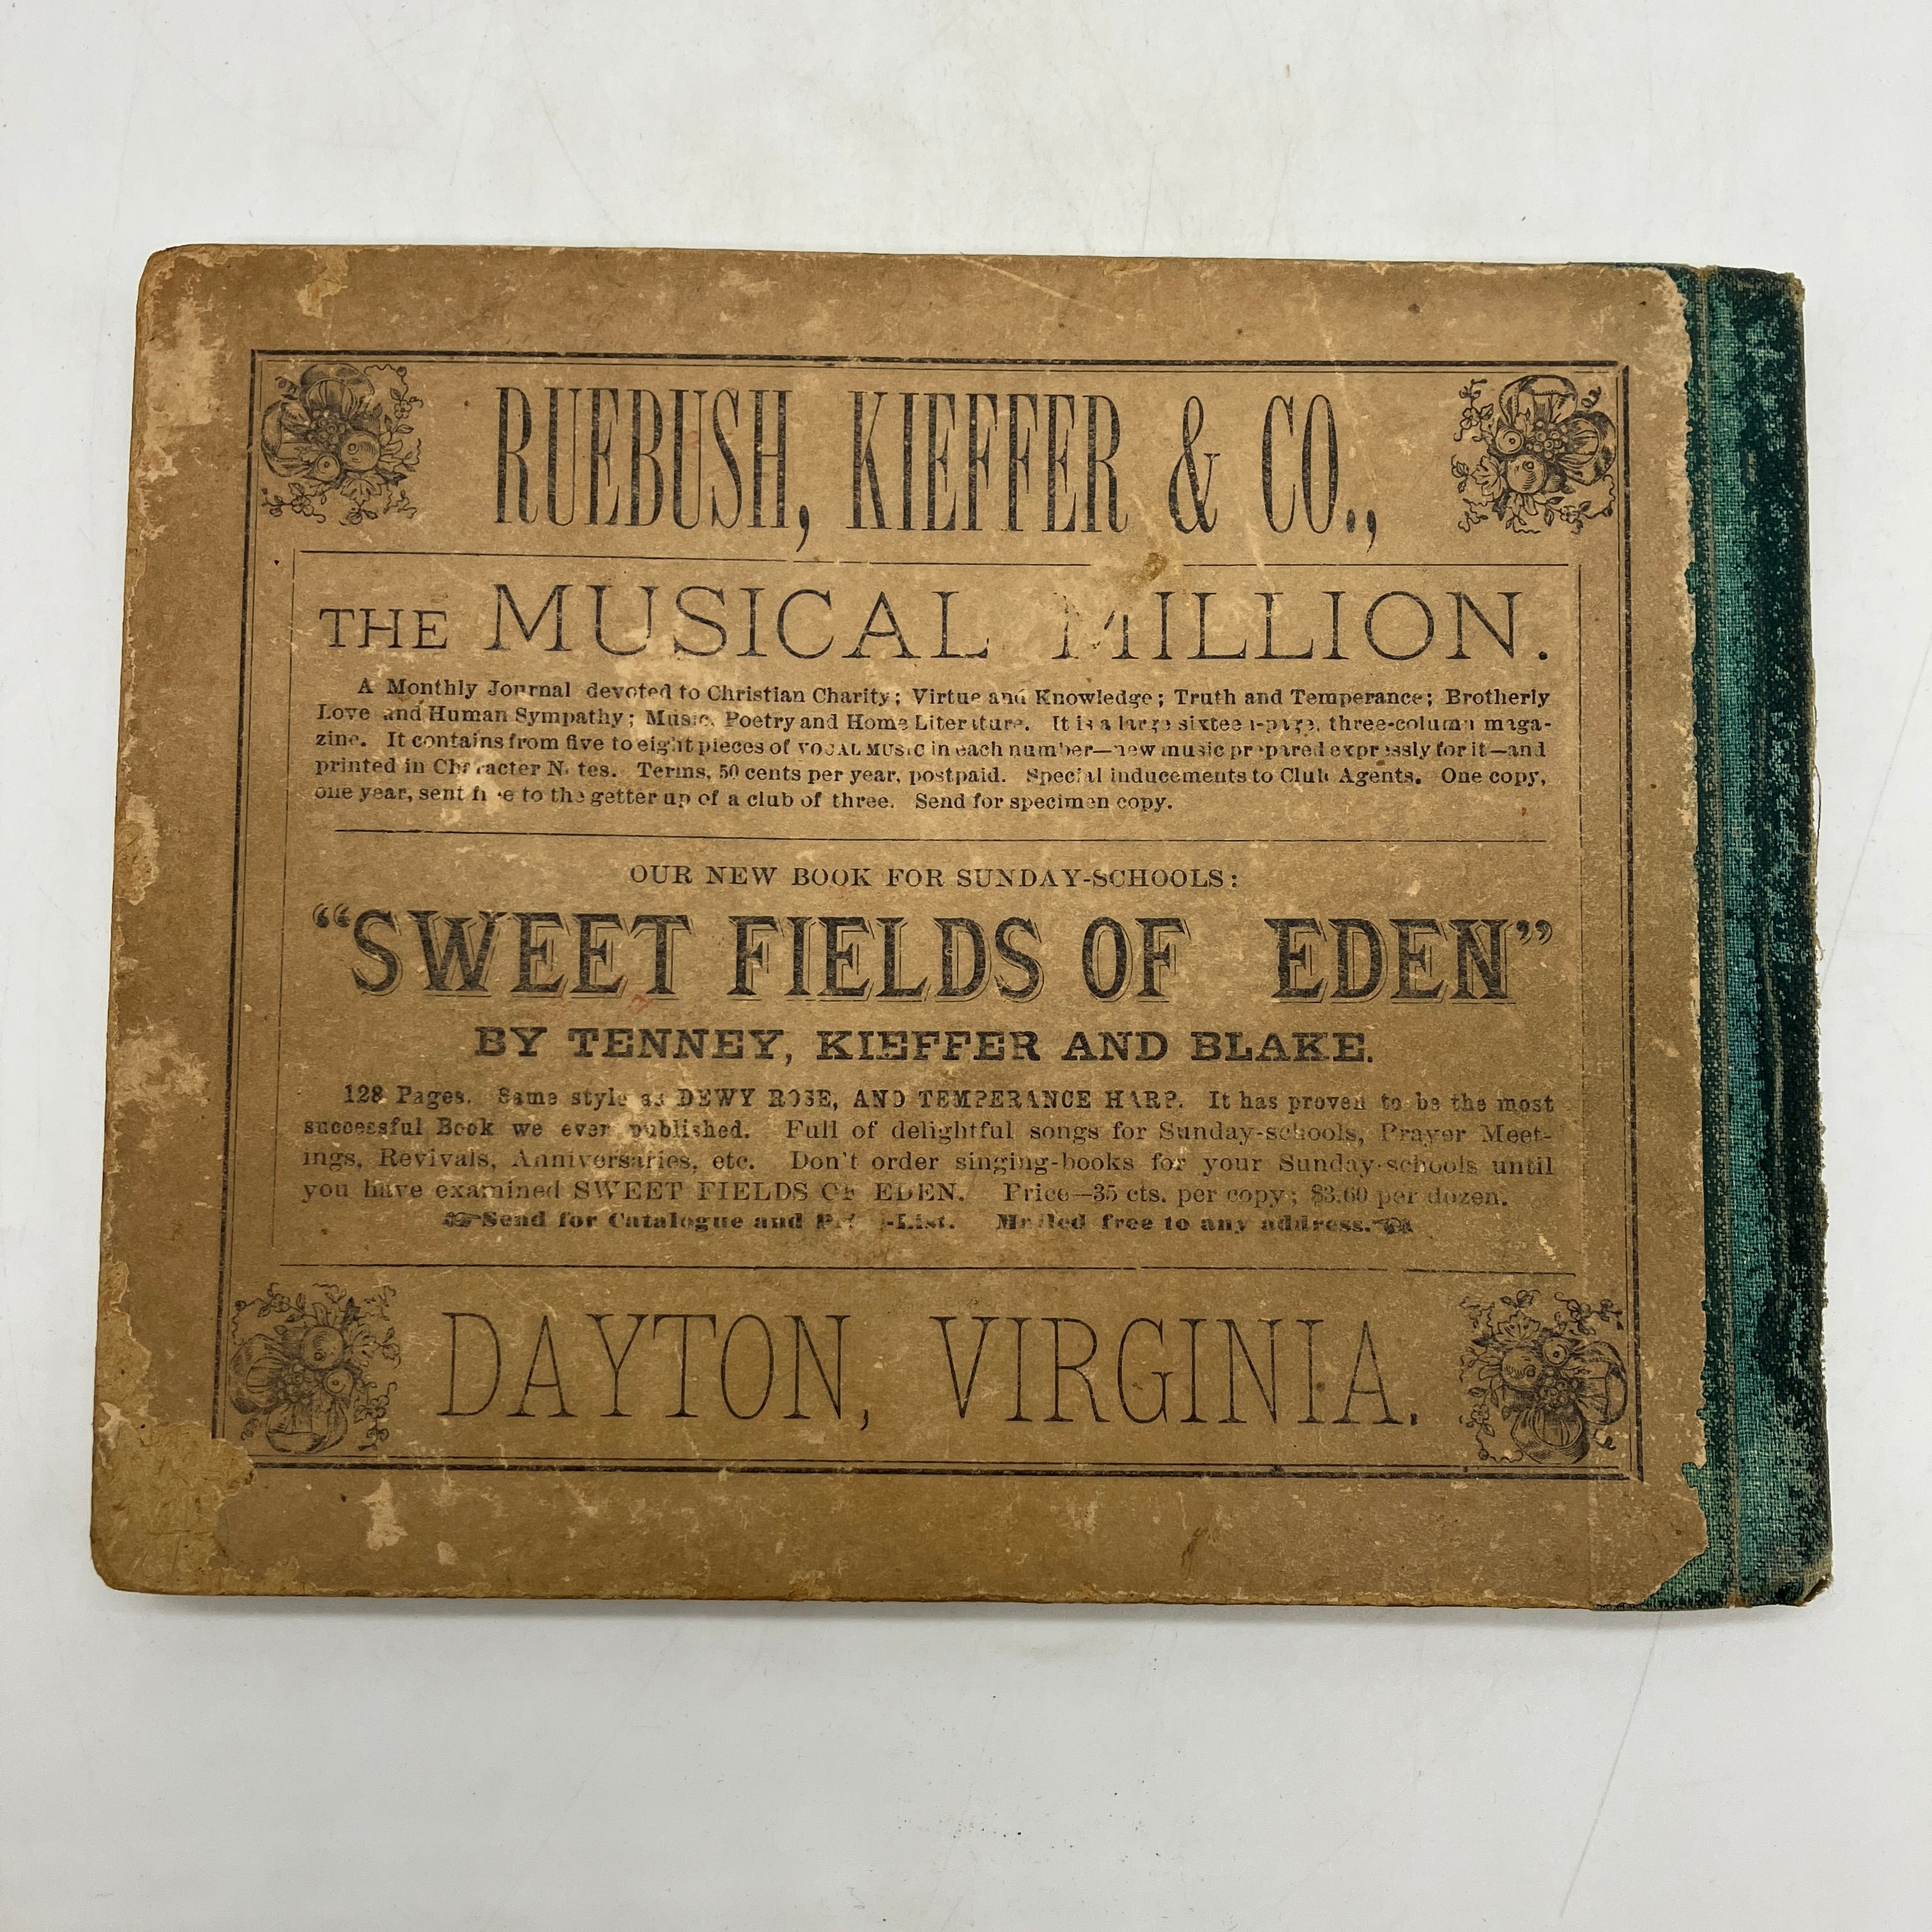 RUEBUSH, KIEFFER & CO.,
THE MUSICAL MILLION.
A Monthly Journal devoted to Christian Charity; Virtue and Knowledge; Truth and Temperance; Brotherly
Love and Human Sympathy; Music, Poetry and Home Literature. It is a large sixteen-page, three-column maga-
zine. It contains from five to eight pieces of VOCAL MUSIC in each number—new music prepared expressly for it—and
printed in Character Notes. Terms, 50 cents per year, postpaid. Special inducements to Club Agents. One copy,
one year, sent free to the getter up of a club of three. Send for specimen copy.
OUR NEW BOOK FOR SUNDAY-SCHOOLS:
“SWEET FIELDS OF EDEN”
BY TENNEY, KIEFFER AND BLAKE.
128 Pages. Same style as DEWY ROSE, AND TEMPERANCE HARP. It has proven to be the most
successful Book we ever published. Full of delightful songs for Sunday-schools, Prayer Meet-
ings, Revivals, Anniversaries, etc. Don't order singing-books for your Sunday-schools until
you have examined SWEET FIELDS OF EDEN. Price—35 cts. per copy; $3.60 per dozen.
Send for Catalogue and Price-List. Mailed free to any address.
DAYTON, VIRGINIA.